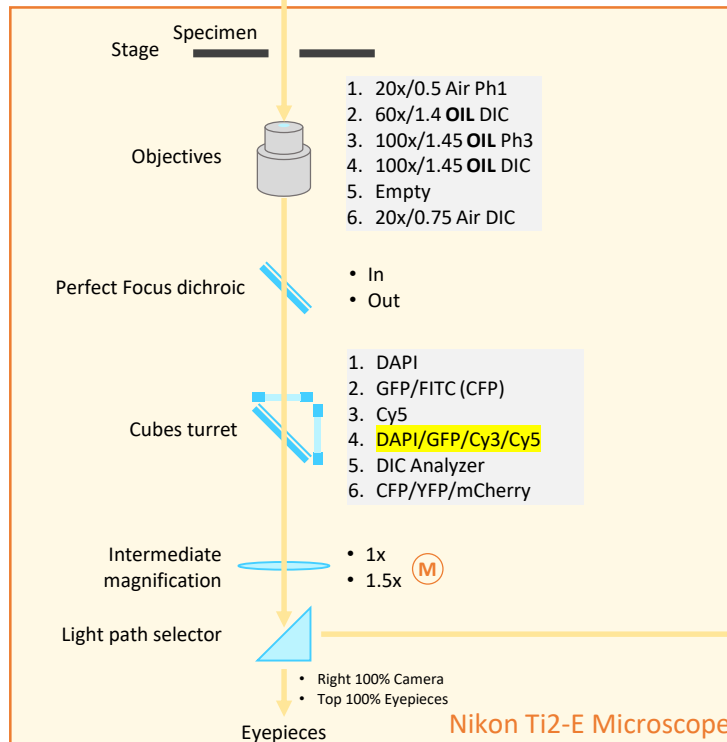 Specimen
Stage
Objectives
1. 20x/0.5 Air Ph1
2. 60x/1.4 OIL DIC
3. 100x/1.45 OIL Ph3
4. 100x/1.45 OIL DIC
5. Empty
6. 20x/0.75 Air DIC
Perfect Focus dichroic
• In
• Out
Cubes turret
1. DAPI
2. GFP/FITC (CFP)
3. Cy5
4. DAPI/GFP/Cy3/Cy5
5. DIC Analyzer
6. CFP/YFP/mCherry
Intermediate
magnification
• 1x
• 1.5x
M
Light path selector
• Right 100% Camera
• Top 100% Eyepieces
Eyepieces
Nikon Ti2-E Microscope